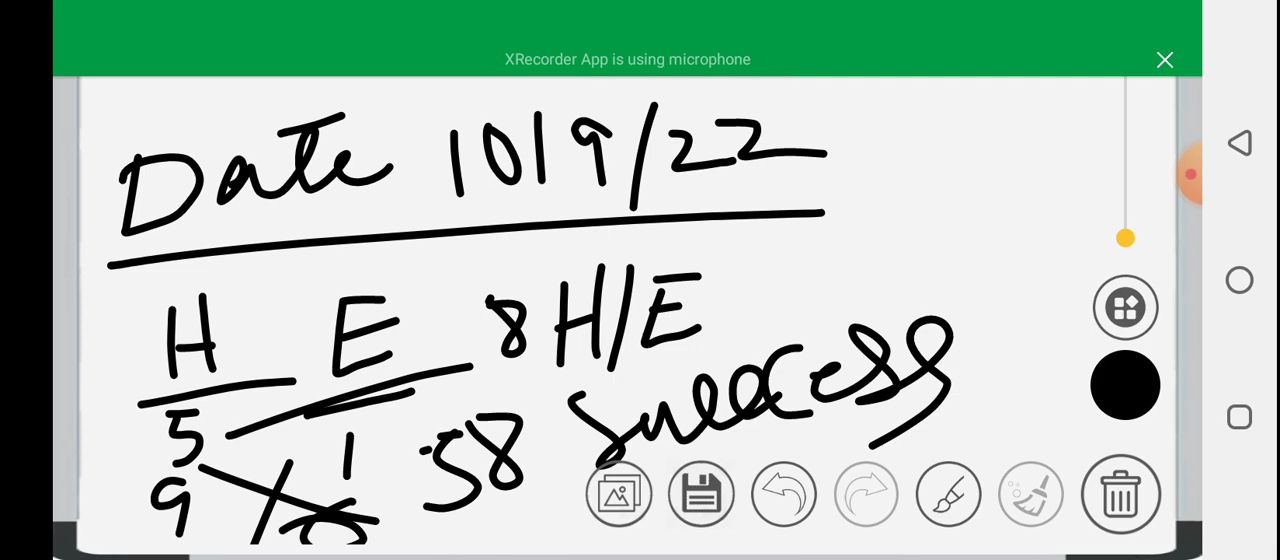 XRecorder App is using microphone
Date 10/9/22
H E 8 H/E
5 1 58 success
9